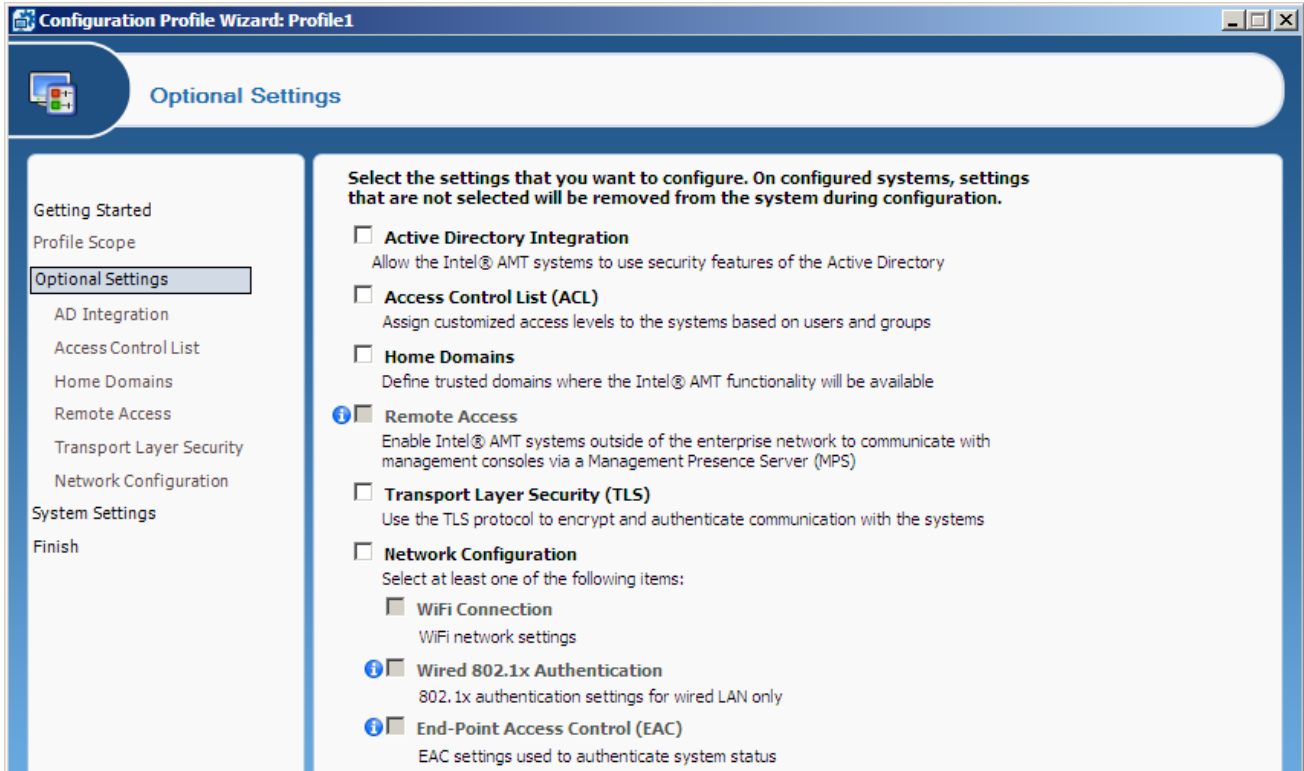 Configuration Profile Wizard: Profile1
Optional Settings
Getting Started
Profile Scope
Optional Settings
AD Integration
Access Control List
Home Domains
Remote Access
Transport Layer Security
Network Configuration
System Settings
Finish
Select the settings that you want to configure. On configured systems, settings
that are not selected will be removed from the system during configuration.
Active Directory Integration
Allow the Intel® AMT systems to use security features of the Active Directory
Access Control List (ACL)
Assign customized access levels to the systems based on users and groups
Home Domains
Define trusted domains where the Intel® AMT functionality will be available
Remote Access
Enable Intel® AMT systems outside of the enterprise network to communicate with
management consoles via a Management Presence Server (MPS)
Transport Layer Security (TLS)
Use the TLS protocol to encrypt and authenticate communication with the systems
Network Configuration
Select at least one of the following items:
WiFi Connection
WiFi network settings
Wired 802.1x Authentication
802.1x authentication settings for wired LAN only
End-Point Access Control (EAC)
EAC settings used to authenticate system status